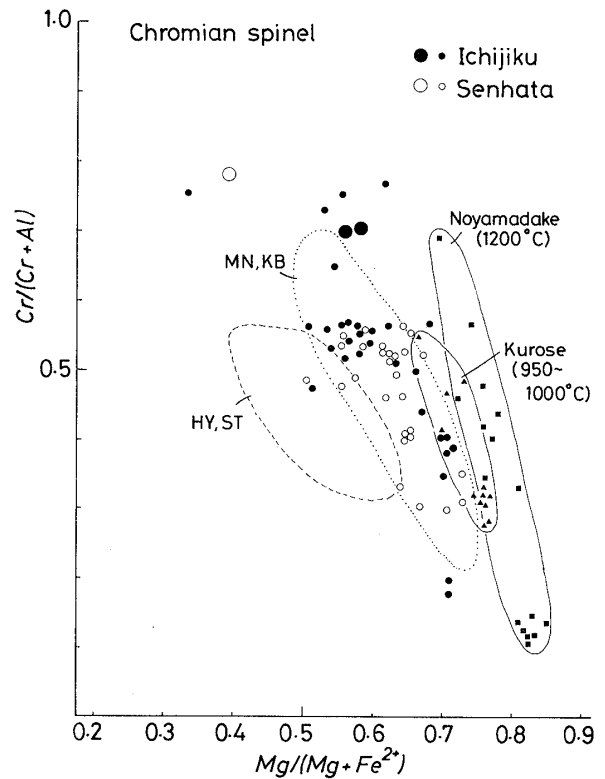 1.0
Chromian spinel
Ichijiku
Senhata
Cr/(Cr+Al)
Noyamadake
(1200°C)
MN,KB
Kurose
(950~
1000°C)
0.5
HY,ST
0.2 0.3 0.4 0.5 0.6 0.7 0.8 0.9
Mg/(Mg+Fe²⁺)